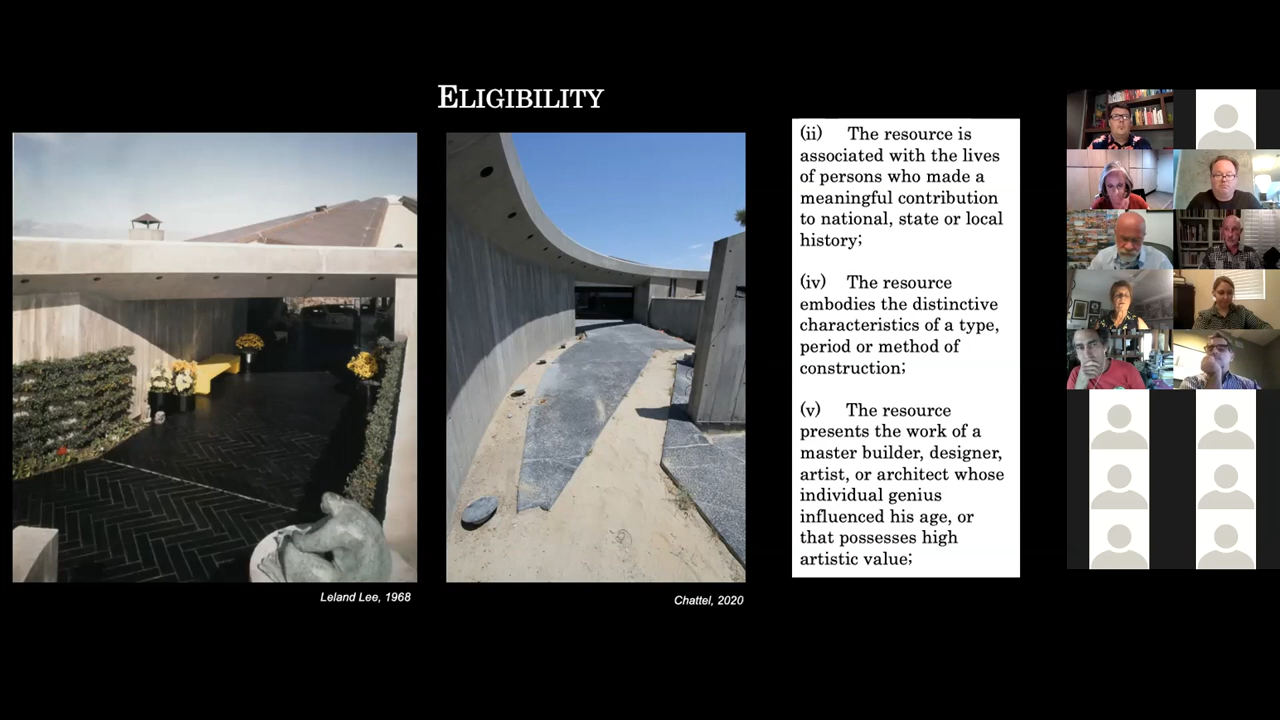 ELIGIBILITY
(ii) The resource is
associated with the lives
of persons who made a
meaningful contribution
to national, state or local
history;
(iv) The resource
embodies the distinctive
characteristics of a type,
period or method of
construction;
(v) The resource
presents the work of a
master builder, designer,
artist, or architect whose
individual genius
influenced his age, or
that possesses high
artistic value;
Leland Lee, 1968
Chattel, 2020